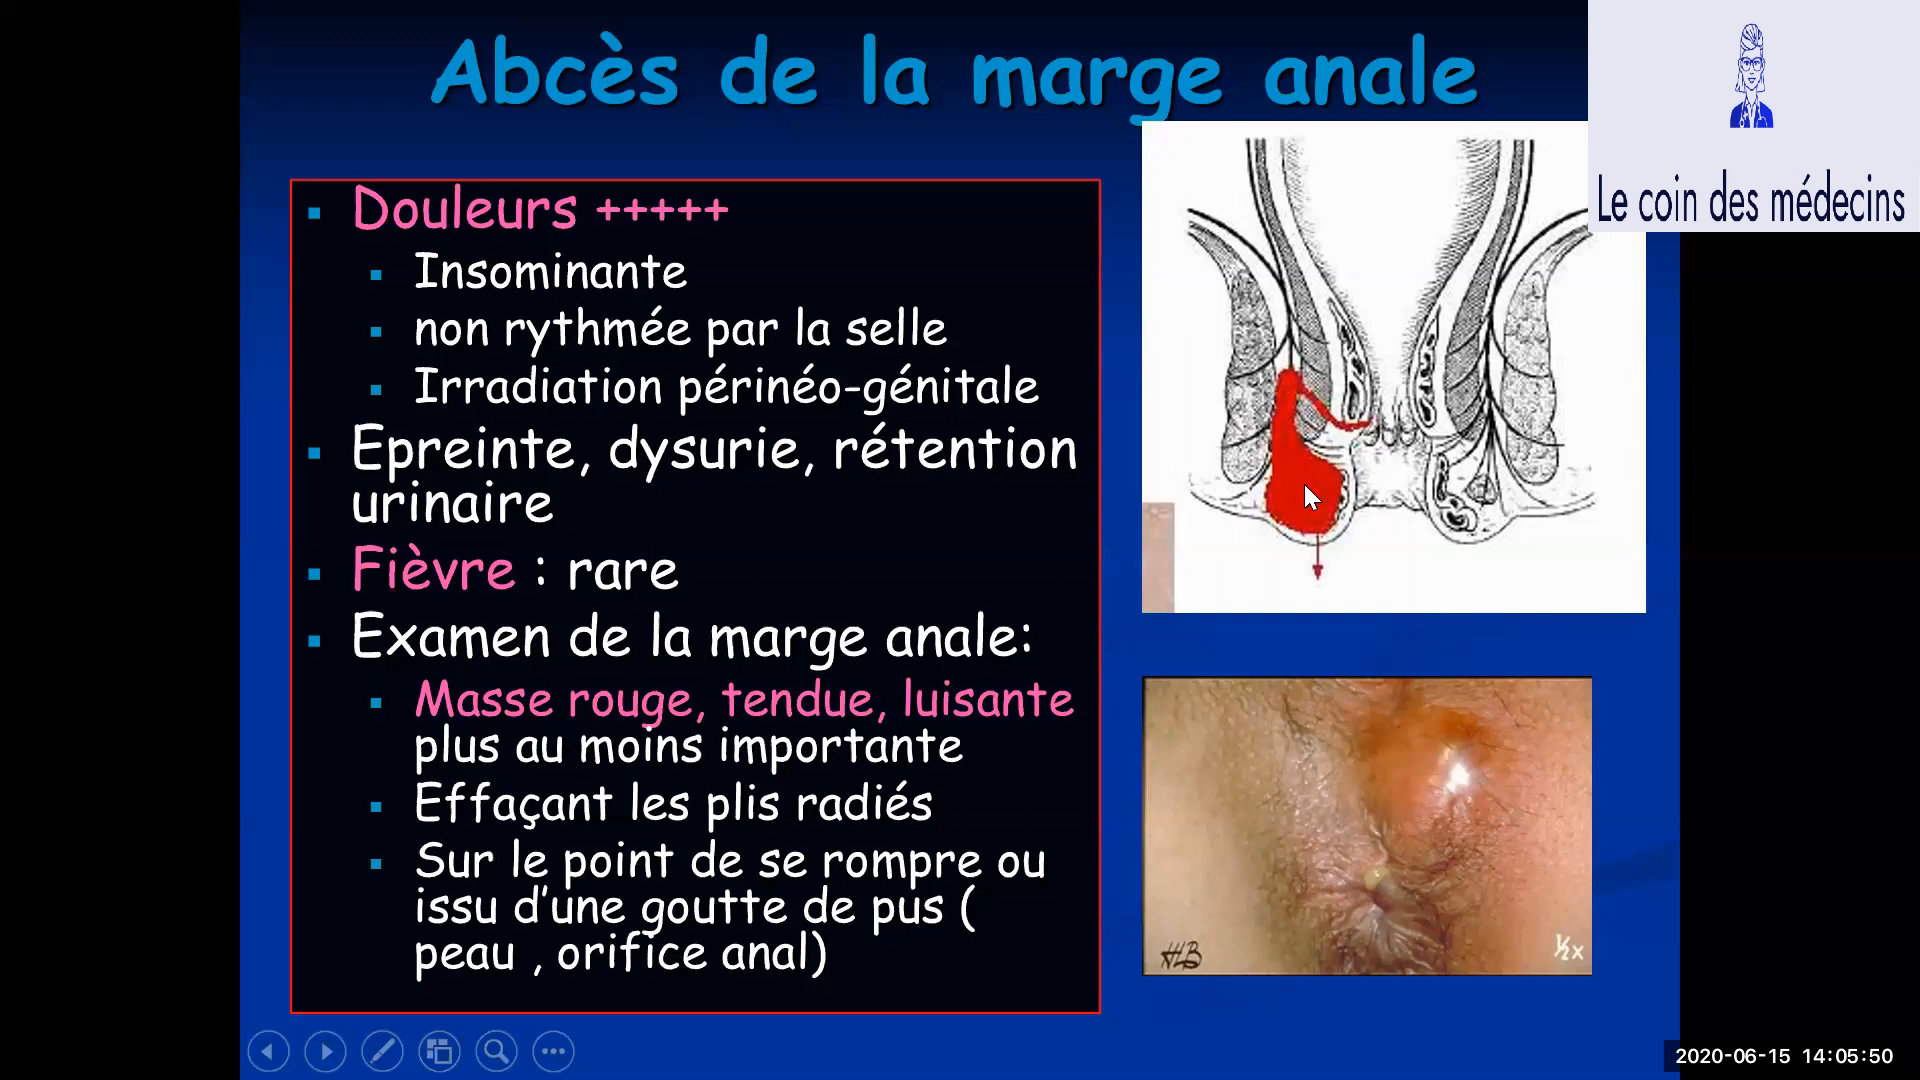 Abcès de la marge anale
Le coin des médecins
Douleurs +++++
Insominante
non rythmée par la selle
Irradiation périnéo-génitale
Epreinte, dysurie, rétention
urinaire
Fièvre : rare
Examen de la marge anale:
Masse rouge, tendue, luisante
plus au moins importante
Effaçant les plis radiés
Sur le point de se rompre ou
issu d'une goutte de pus (
peau , orifice anal)
HLB
½x
2020-06-15 14:05:50